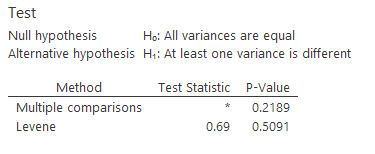 Test
Null hypothesis H₀: All variances are equal
Alternative hypothesis H₁: At least one variance is different
Method Test Statistic P-Value
Multiple comparisons * 0.2189
Levene 0.69 0.5091